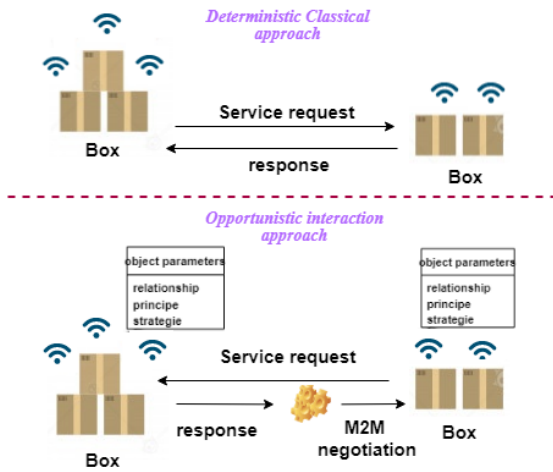 Deterministic Classical
approach
Service request
response
Box
Box
Opportunistic interaction
approach
object parameters
relationship
principe
strategie
object parameters
relationship
principe
strategie
Service request
response
M2M
negotiation
Box
Box